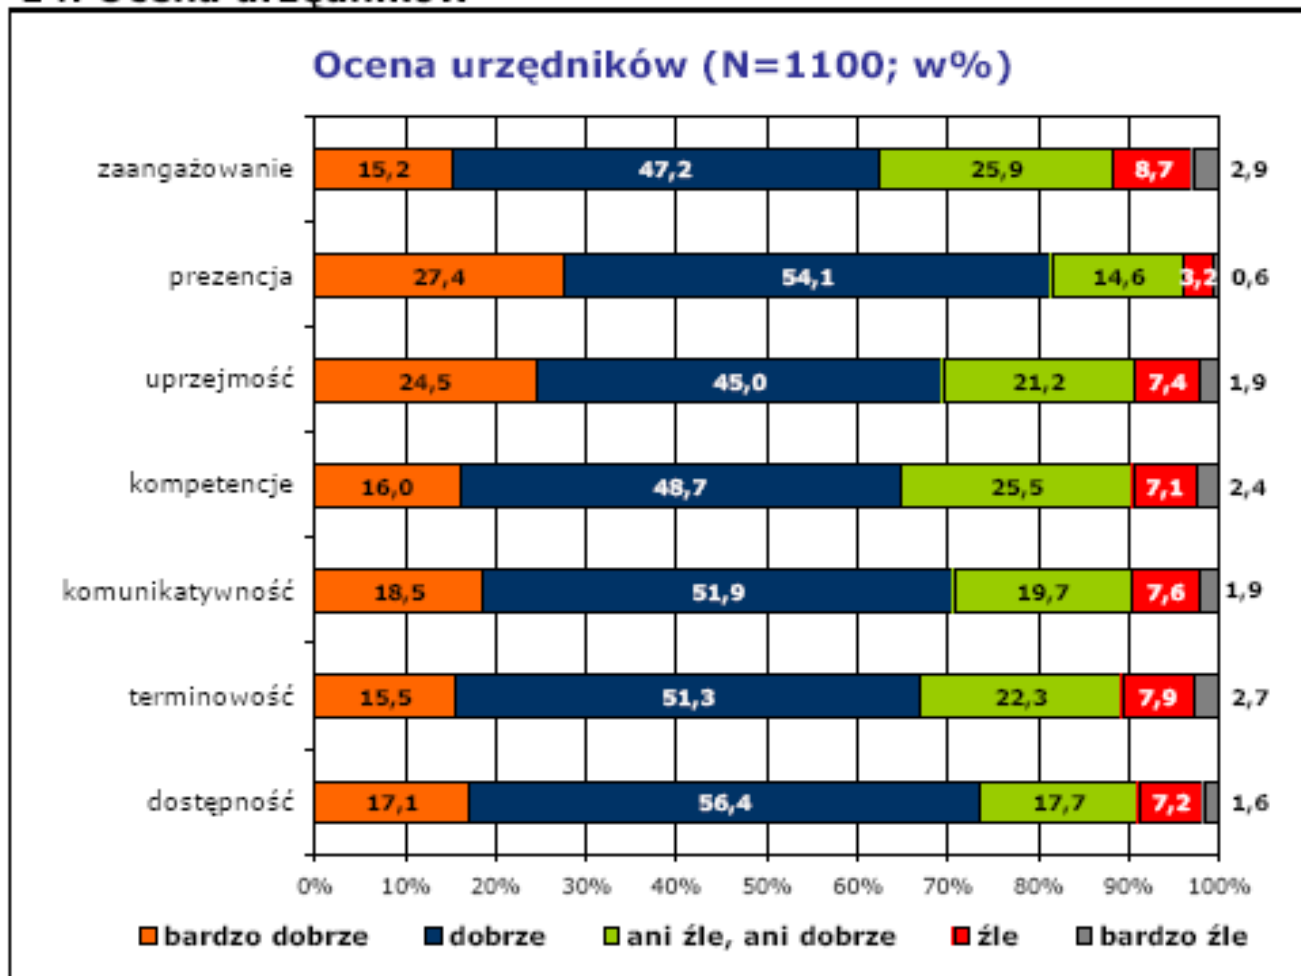 Ocena urzędników (N=1100; w%)
zaangażowanie 15,2 47,2 25,9 8,7 2,9
prezencja 27,4 54,1 14,6 3,2 0,6
uprzejmość 24,5 45,0 21,2 7,4 1,9
kompetencje 16,0 48,7 25,5 7,1 2,4
komunikatywność 18,5 51,9 19,7 7,6 1,9
terminowość 15,5 51,3 22,3 7,9 2,7
dostępność 17,1 56,4 17,7 7,2 1,6
0% 10% 20% 30% 40% 50% 60% 70% 80% 90% 100%
bardzo dobrze dobrze ani źle, ani dobrze źle bardzo źle